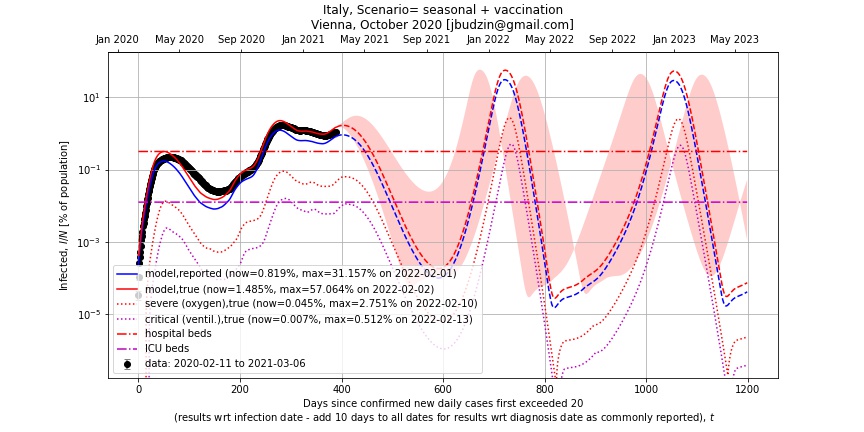 Italy, Scenario= seasonal + vaccination
Vienna, October 2020 [jbudzin@gmail.com]
Jan 2020 May 2020 Sep 2020 Jan 2021 May 2021 Sep 2021 Jan 2022 May 2022 Sep 2022 Jan 2023 May 2023
Infected, I/N [% of population]
10¹
10⁻¹
10⁻³
10⁻⁵
model,reported (now=0.819%, max=31.157% on 2022-02-01)
model,true (now=1.485%, max=57.064% on 2022-02-02)
severe (oxygen),true (now=0.045%, max=2.751% on 2022-02-10)
critical (ventil.),true (now=0.007%, max=0.512% on 2022-02-13)
hospital beds
ICU beds
data: 2020-02-11 to 2021-03-06
0 200 400 600 800 1000 1200
Days since confirmed new daily cases first exceeded 20
(results wrt infection date - add 10 days to all dates for results wrt diagnosis date as commonly reported), t